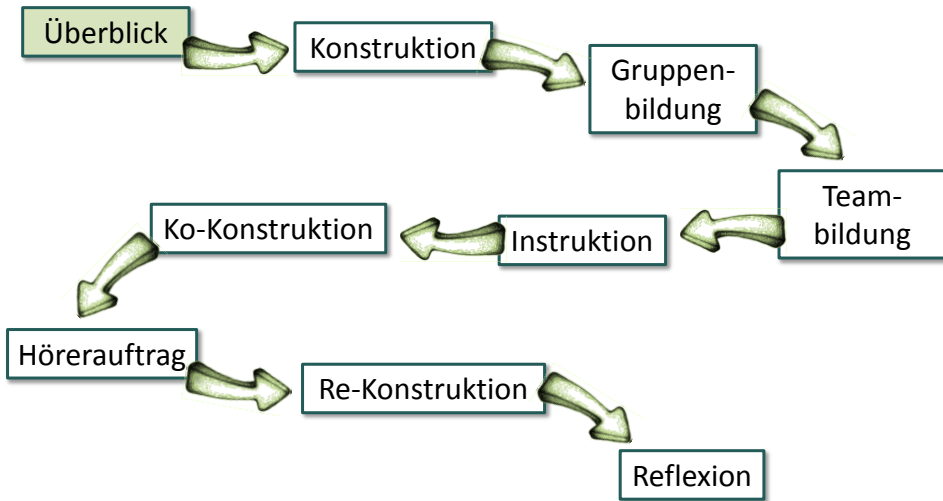 Überblick
Konstruktion
Gruppen-
bildung
Team-
bildung
Instruktion
Ko-Konstruktion
Hörerauftrag
Re-Konstruktion
Reflexion